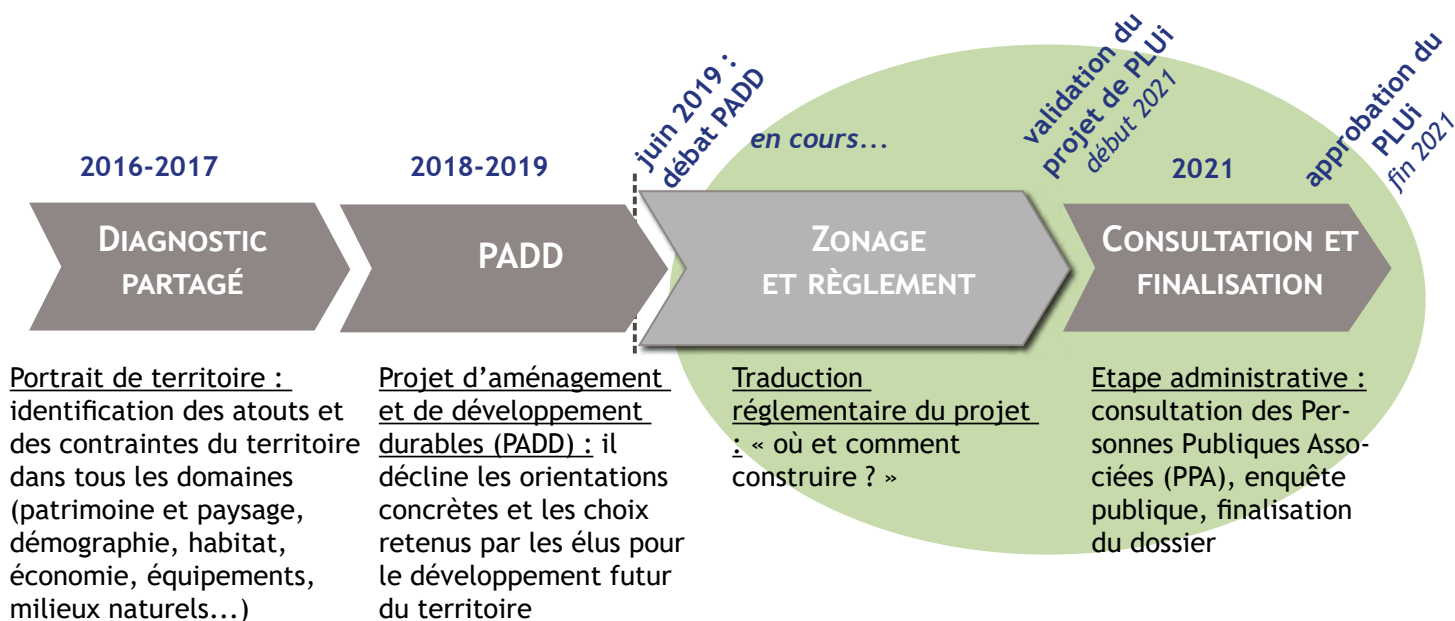 2016-2017
2018-2019
juin 2019 :
débat PADD
en cours...
validation du
projet de PLUi
début 2021
2021
approbation du
PLUi
fin 2021
DIAGNOSTIC
PARTAGÉ
PADD
ZONAGE
ET RÈGLEMENT
CONSULTATION ET
FINALISATION
Portrait de territoire :
identification des atouts et
des contraintes du territoire
dans tous les domaines
(patrimoine et paysage,
démographie, habitat,
économie, équipements,
milieux naturels...)
Projet d’aménagement
et de développement
durables (PADD) : il
décline les orientations
concrètes et les choix
retenus par les élus pour
le développement futur
du territoire
Traduction
réglementaire du projet
: « où et comment
construire ? »
Etape administrative :
consultation des Per-
sonnes Publiques Asso-
ciées (PPA), enquête
publique, finalisation
du dossier